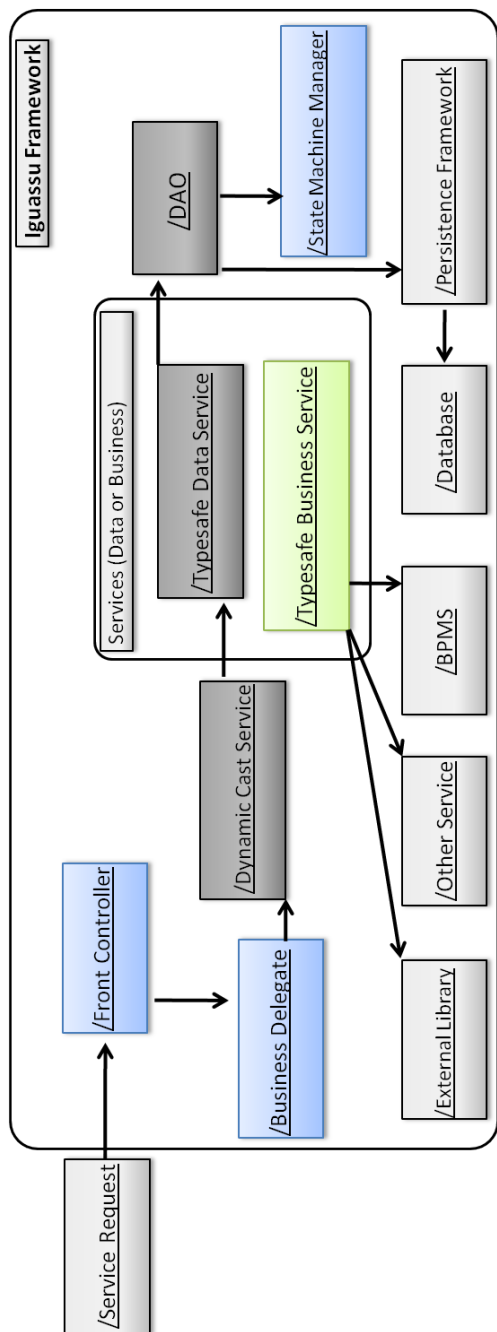 Iguassu Framework
/Service Request
/Front Controller
/Business Delegate
/Dynamic Cast Service
Services (Data or Business)
/Typesafe Data Service
/Typesafe Business Service
/DAO
/State Machine Manager
/External Library
/Other Service
/BPMS
/Database
/Persistence Framework